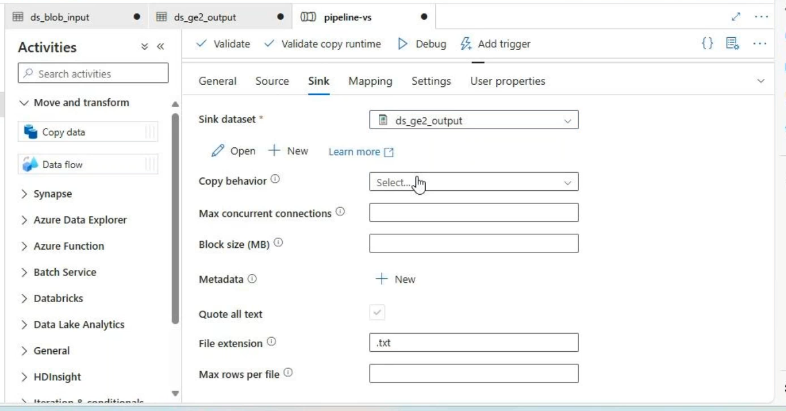 ds_blob_input
ds_ge2_output
pipeline-vs
Activities
Validate
Validate copy runtime
Debug
Add trigger
Search activities
General
Source
Sink
Mapping
Settings
User properties
Move and transform
Copy data
Data flow
Synapse
Azure Data Explorer
Azure Function
Batch Service
Databricks
Data Lake Analytics
General
HDInsight
Iteration & conditionals
Sink dataset *
ds_ge2_output
Open
New
Learn more
Copy behavior
Select...
Max concurrent connections
Block size (MB)
Metadata
New
Quote all text
File extension
.txt
Max rows per file